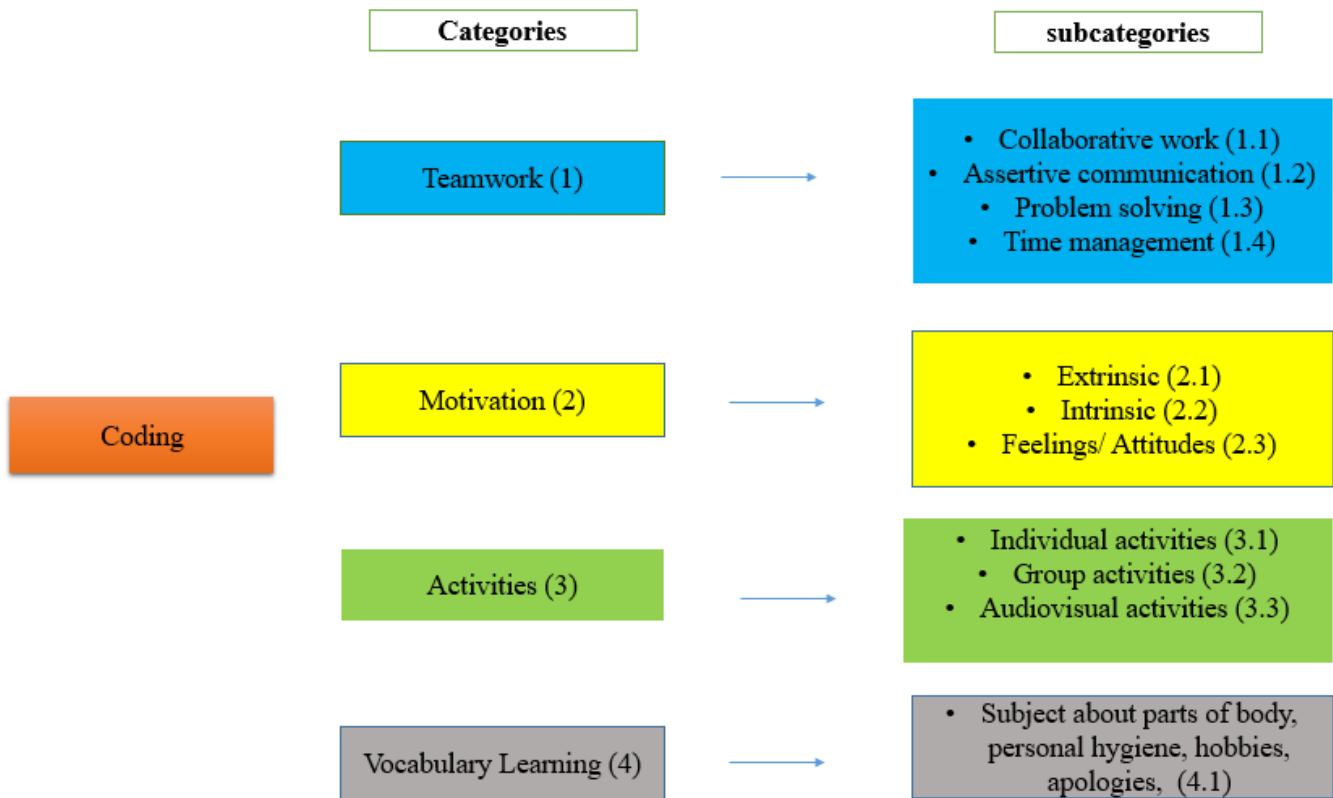 Categories
subcategories
Teamwork (1)
• Collaborative work (1.1)
• Assertive communication (1.2)
• Problem solving (1.3)
• Time management (1.4)
Coding
Motivation (2)
• Extrinsic (2.1)
• Intrinsic (2.2)
• Feelings/ Attitudes (2.3)
Activities (3)
• Individual activities (3.1)
• Group activities (3.2)
• Audiovisual activities (3.3)
Vocabulary Learning (4)
• Subject about parts of body,
personal hygiene, hobbies,
apologies, (4.1)